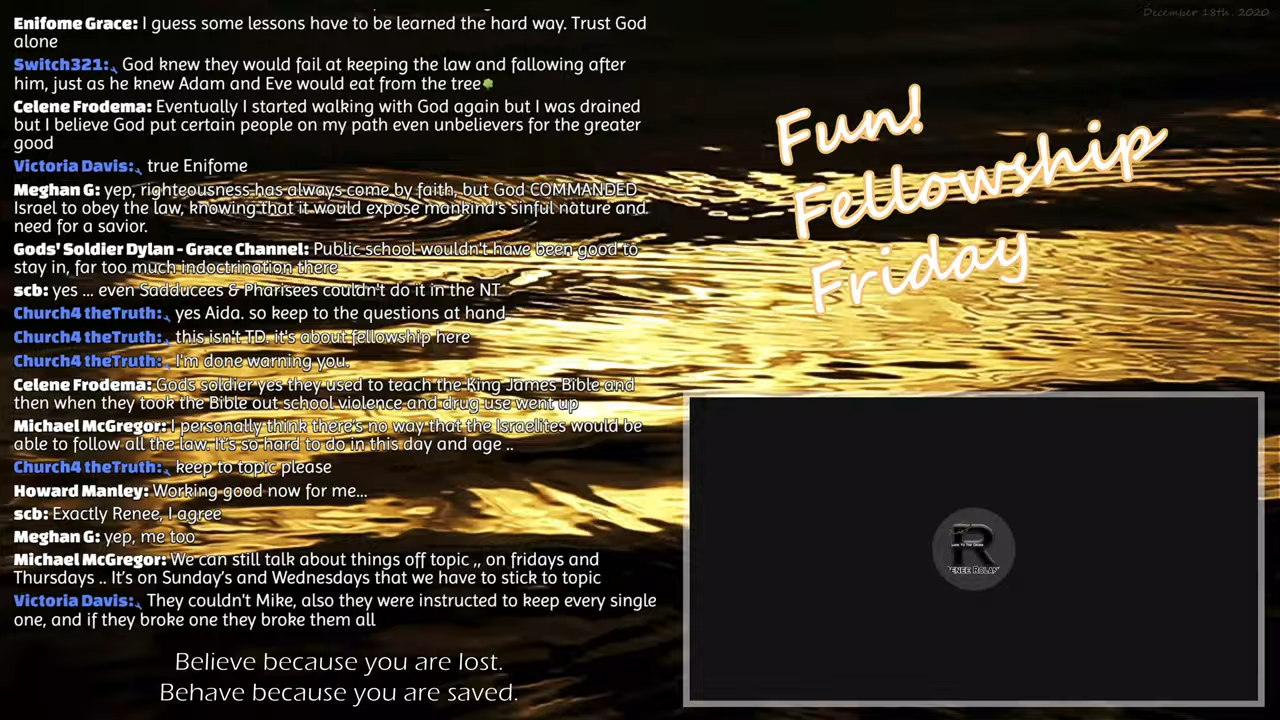 December 18th, 2020
Enifome Grace: I guess some lessons have to be learned the hard way. Trust God
alone
Switch321: God knew they would fail at keeping the law and fallowing after
him, just as he knew Adam and Eve would eat from the tree
Celene Frodema: Eventually I started walking with God again but I was drained
but I believe God put certain people on my path even unbelievers for the greater
good
Victoria Davis: true Enifome
Meghan G: yep, righteousness has always come by faith, but God COMMANDED
Israel to obey the law, knowing that it would expose mankind's sinful nature and
need for a savior.
Gods' Soldier Dylan - Grace Channel: Public school wouldn't have been good to
stay in, far too much indoctrination there
scb: yes ... even Sadducees & Pharisees couldn't do it in the NT
Church4 theTruth: yes Aida. so keep to the questions at hand
Church4 theTruth: this isn't TD. it's about fellowship here
Church4 theTruth: I'm done warning you.
Celene Frodema: Gods soldier yes they used to teach the King James Bible and
then when they took the Bible out school violence and drug use went up
Michael McGregor: I personally think there's no way that the Israelites would be
able to follow all the law. It's so hard to do in this day and age ..
Church4 theTruth: keep to topic please
Howard Manley: Working good now for me...
scb: Exactly Renee, I agree
Meghan G: yep, me too
Michael McGregor: We can still talk about things off topic ,, on fridays and
Thursdays .. It's on Sunday's and Wednesdays that we have to stick to topic
Victoria Davis: They couldn't Mike, also they were instructed to keep every single
one, and if they broke one they broke them all
Believe because you are lost.
Behave because you are saved.
Fun!
Fellowship
Friday
R